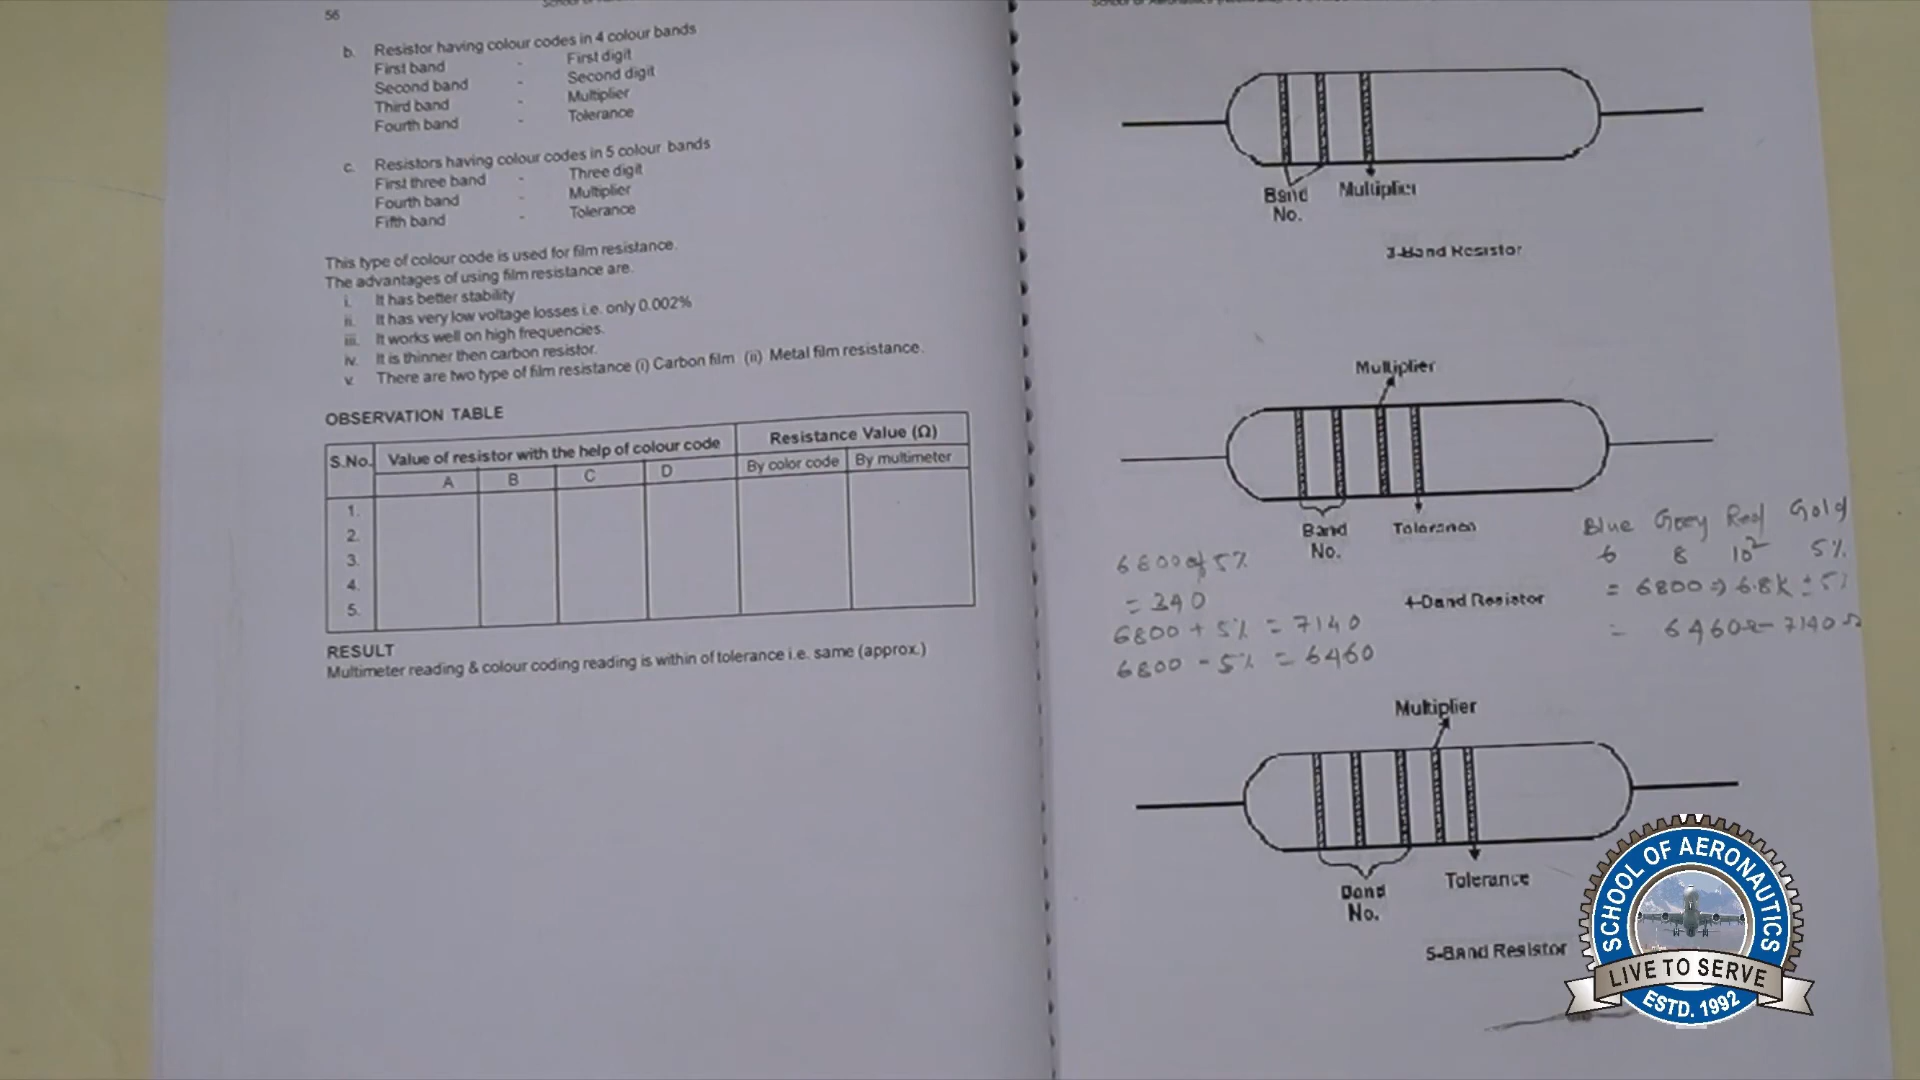 56
b. Resistor having colour codes in 4 colour bands
First band - First digit
Second band - Second digit
Third band - Multiplier
Fourth band - Tolerance
c. Resistors having colour codes in 5 colour bands
First three band - Three digit
Fourth band - Multiplier
Fifth band - Tolerance
This type of colour code is used for film resistance.
The advantages of using film resistance are.
i. It has better stability
ii. It has very low voltage losses i.e. only 0.002%
iii. It works well on high frequencies.
iv. It is thinner then carbon resistor.
v. There are two type of film resistance (i) Carbon film (ii) Metal film resistance.
OBSERVATION TABLE
S.No. Value of resistor with the help of colour code Resistance Value (Ω)
A B C D By color code By multimeter
1.
2.
3.
4.
5.
RESULT
Multimeter reading & colour coding reading is within of tolerance i.e. same (approx.)
Band Multiplier
No.
3-Band Resistor
Multiplier
Band Tolerance
No.
4-Band Resistor
Blue Grey Red Gold
6 8 10² 5%
= 6800 => 6.8K ± 5%
= 6460Ω - 7140Ω
6800 of 5%
= 340
6800 + 5% = 7140
6800 - 5% = 6460
Multiplier
Band Tolerance
No.
5-Band Resistor
SCHOOL OF AERONAUTICS
LIVE TO SERVE
ESTD. 1992